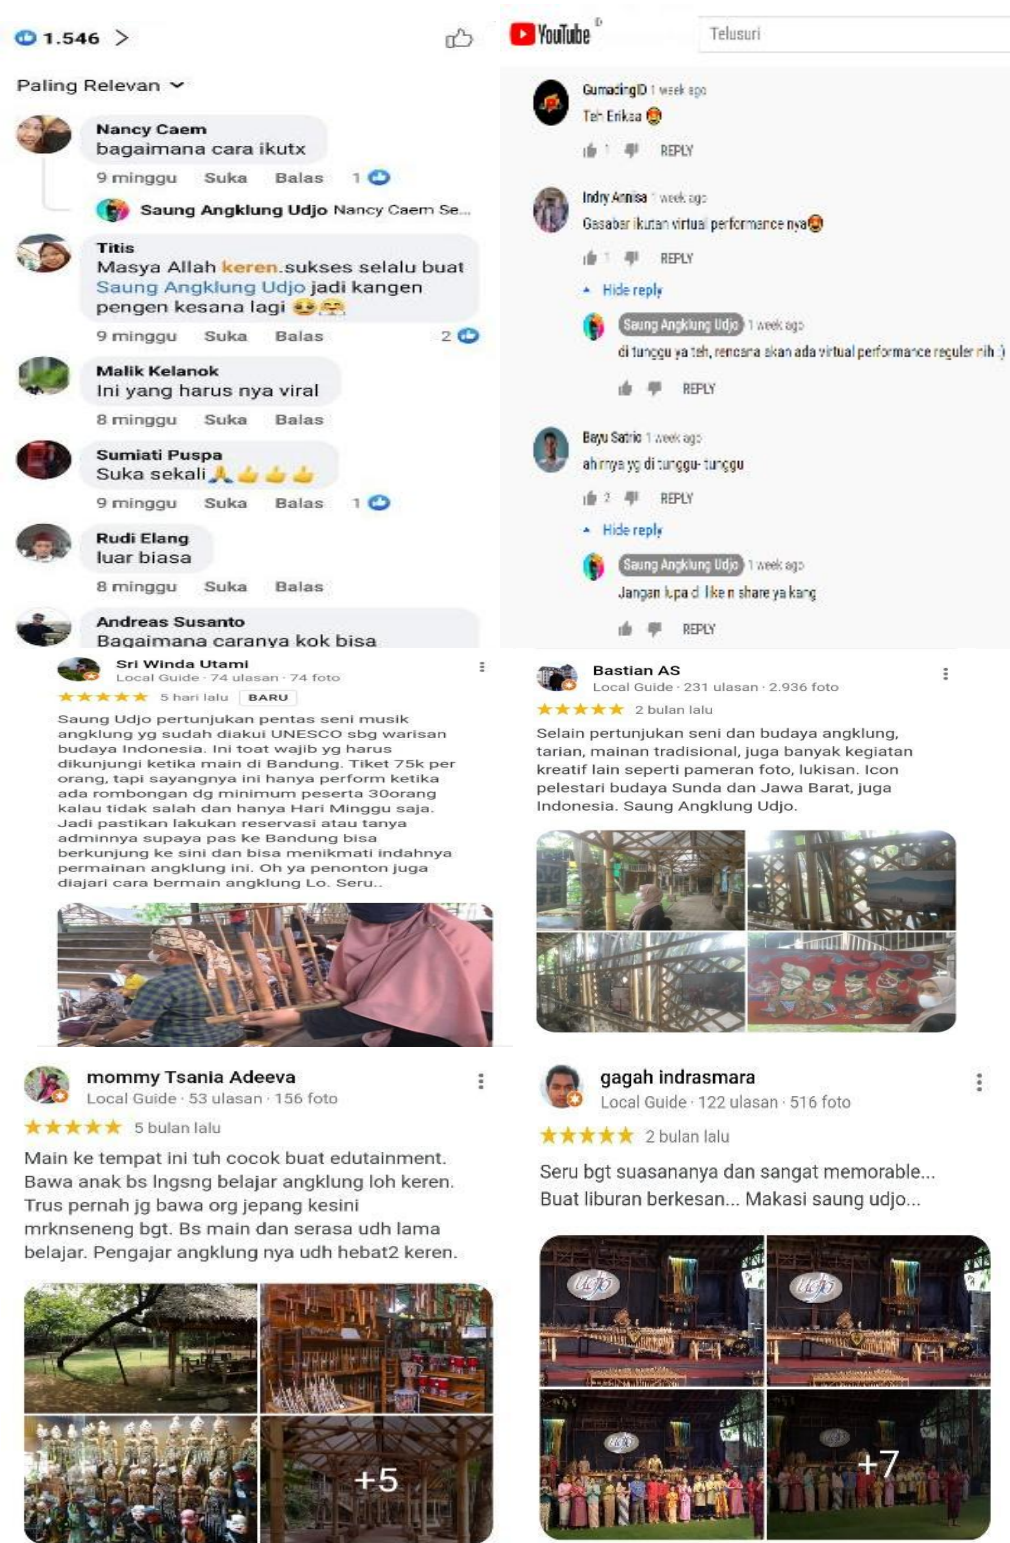 1.546
Paling Relevan
Nancy Caem
bagaimana cara ikutx
9 minggu Suka Balas 1
Saung Angklung Udjo Nancy Caem Se...
Titis
Masya Allah keren.sukses selalu buat
Saung Angklung Udjo jadi kangen
pengen kesana lagi
9 minggu Suka Balas 2
Malik Kelanok
Ini yang harus nya viral
8 minggu Suka Balas
Sumiati Puspa
Suka sekali
9 minggu Suka Balas 1
Rudi Elang
luar biasa
8 minggu Suka Balas
Andreas Susanto
Bagaimana caranya kok bisa
YouTube ID
Telusuri
GumadingID 1 week ago
Teh Erikaa
1 REPLY
Indry Annisa 1 week ago
Gasabar ikutan virtual performance nya
1 REPLY
Hide reply
Saung Angklung Udjo 1 week ago
di tunggu ya teh, rencana akan ada virtual performance reguler nih :)
REPLY
Bayu Satrio 1 week ago
ahirnya yg di tunggu- tunggu
2 REPLY
Hide reply
Saung Angklung Udjo 1 week ago
Jangan lupa di like n share ya kang
REPLY
Sri Winda Utami
Local Guide · 74 ulasan · 74 foto
5 hari lalu BARU
Saung Udjo pertunjukan pentas seni musik
angklung yg sudah diakui UNESCO sbg warisan
budaya Indonesia. Ini toat wajib yg harus
dikunjungi ketika main di Bandung. Tiket 75k per
orang, tapi sayangnya ini hanya perform ketika
ada rombongan dg minimum peserta 30orang
kalau tidak salah dan hanya Hari Minggu saja.
Jadi pastikan lakukan reservasi atau tanya
adminnya supaya pas ke Bandung bisa
berkunjung ke sini dan bisa menikmati indahnya
permainan angklung ini. Oh ya penonton juga
diajari cara bermain angklung Lo. Seru..
Bastian AS
Local Guide · 231 ulasan · 2.936 foto
2 bulan lalu
Selain pertunjukan seni dan budaya angklung,
tarian, mainan tradisional, juga banyak kegiatan
kreatif lain seperti pameran foto, lukisan. Icon
pelestari budaya Sunda dan Jawa Barat, juga
Indonesia. Saung Angklung Udjo.
mommy Tsania Adeeva
Local Guide · 53 ulasan · 156 foto
5 bulan lalu
Main ke tempat ini tuh cocok buat edutainment.
Bawa anak bs lngsng belajar angklung loh keren.
Trus pernah jg bawa org jepang kesini
mrknseneng bgt. Bs main dan serasa udh lama
belajar. Pengajar angklung nya udh hebat2 keren.
+5
gagah indrasmara
Local Guide · 122 ulasan · 516 foto
2 bulan lalu
Seru bgt suasananya dan sangat memorable...
Buat liburan berkesan... Makasi saung udjo...
+7